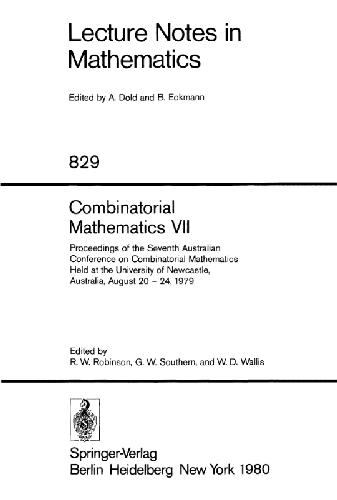 Lecture Notes in
Mathematics
Edited by A. Dold and B. Eckmann
829
Combinatorial
Mathematics VII
Proceedings of the Seventh Australian
Conference on Combinatorial Mathematics
Held at the University of Newcastle,
Australia, August 20 – 24, 1979
Edited by
R. W. Robinson, G. W. Southern, and W. D. Wallis
Springer-Verlag
Berlin Heidelberg New York 1980